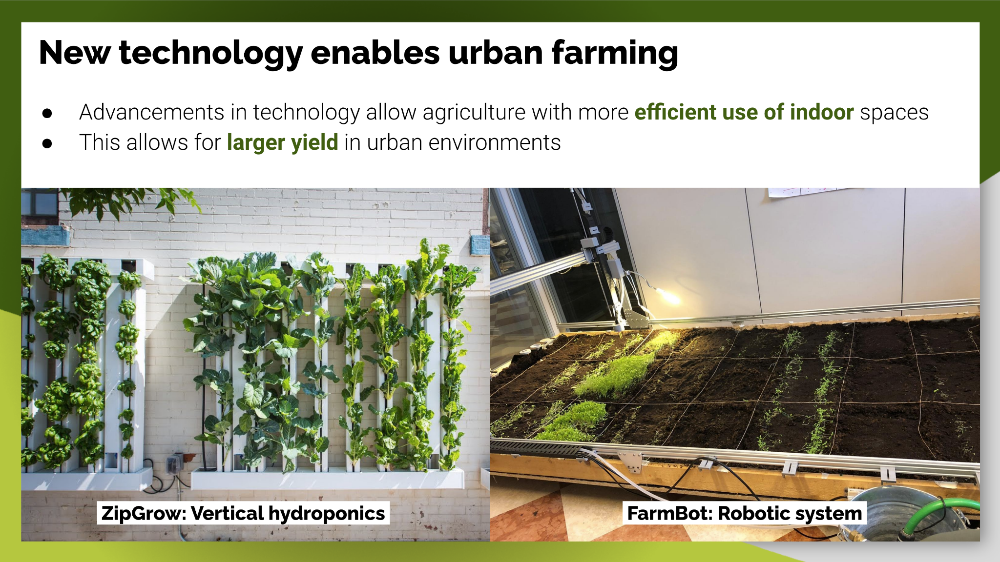 New technology enables urban farming
● Advancements in technology allow agriculture with more efficient use of indoor spaces
● This allows for larger yield in urban environments
ZipGrow: Vertical hydroponics
FarmBot: Robotic system